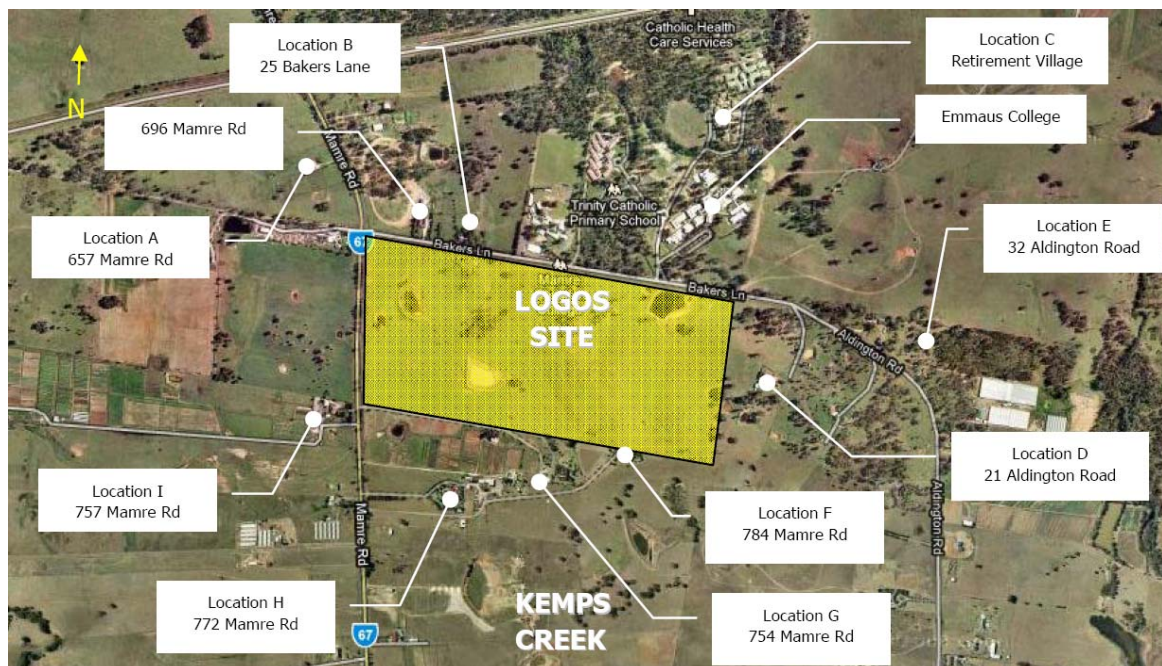 Catholic Health
Care Services
Location B
25 Bakers Lane
Location C
Retirement Village
N
696 Mamre Rd
Mamre Rd
Emmaus College
Trinity Catholic
Primary School
Location A
657 Mamre Rd
Location E
32 Aldington Road
Bakers Ln
Bakers Ln
LOGOS
SITE
Aldington Rd
Location D
21 Aldington Road
Location I
757 Mamre Rd
Location F
784 Mamre Rd
Mamre Rd
Aldington Rd
Location H
772 Mamre Rd
KEMPS
CREEK
Location G
754 Mamre Rd
67